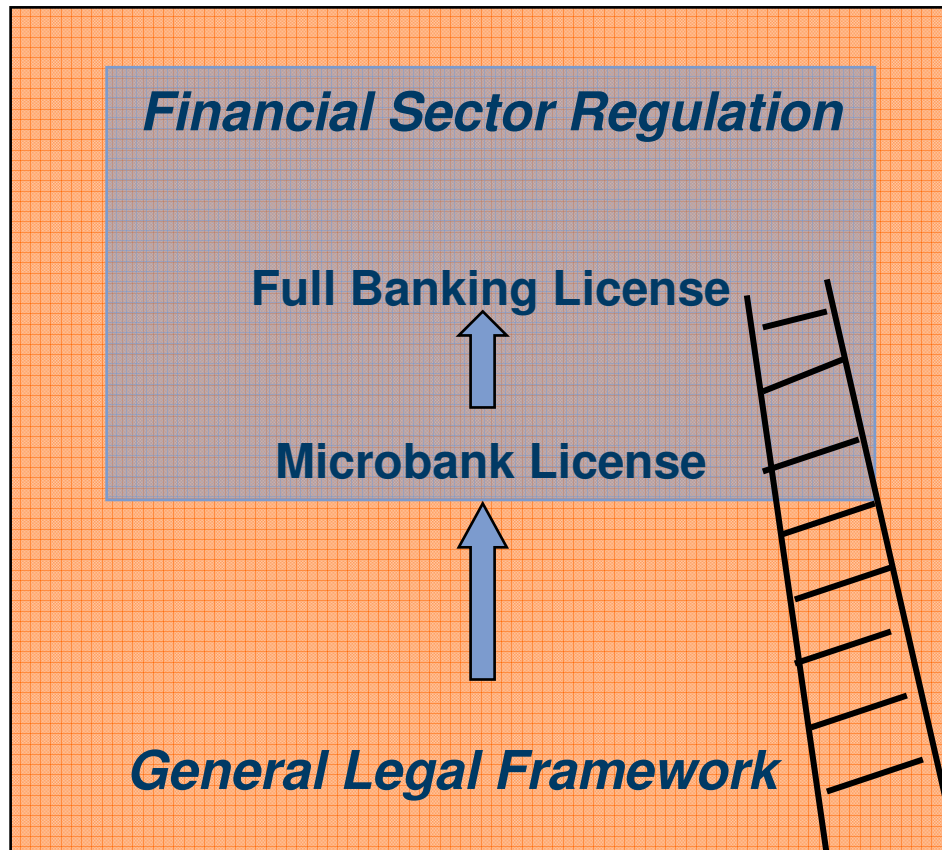 Financial Sector Regulation
Full Banking License
Microbank License
General Legal Framework